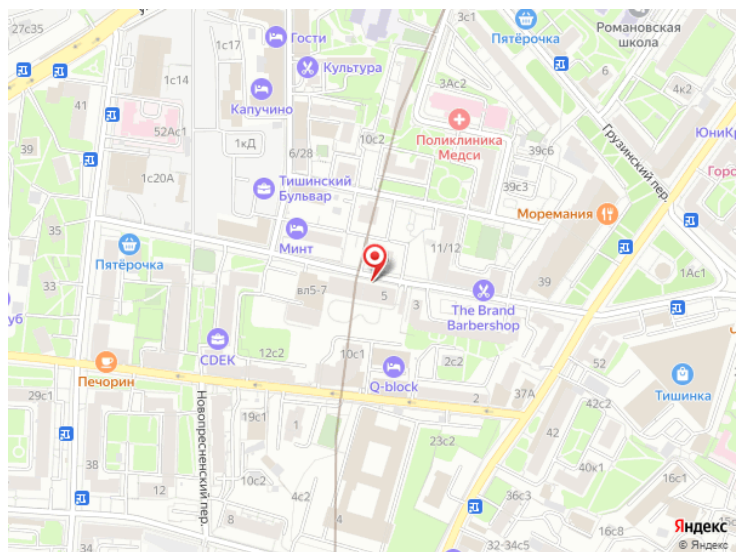 27с35
1с17
Гости
3с1
Пятёрочка
Романовская
школа
1с14
Культура
3Ас2
6
4к2
41
Капучино
52Ас1
10с2
Поликлиника
Медси
Грузинский пер.
ЮниКр
1кД
6/28
39с6
39
1с20А
Тишинский
Бульвар
39с3
Горо
Моремания
Минт
11/12
Пятёрочка
39
1Ас1
вл5-7
5
3
The Brand
Barbershop
уб
CDEK
12с2
10с1
2с2
52
Ч
Печорин
Q-block
37А
Тишинка
29с1
Новопресненский пер.
19с1
2
42с2
1
23с2
42
40к1
38
10с2
16с1
12
4с2
36с3
8
4
16с8
32-34с5
Яндекс
© Яндекс